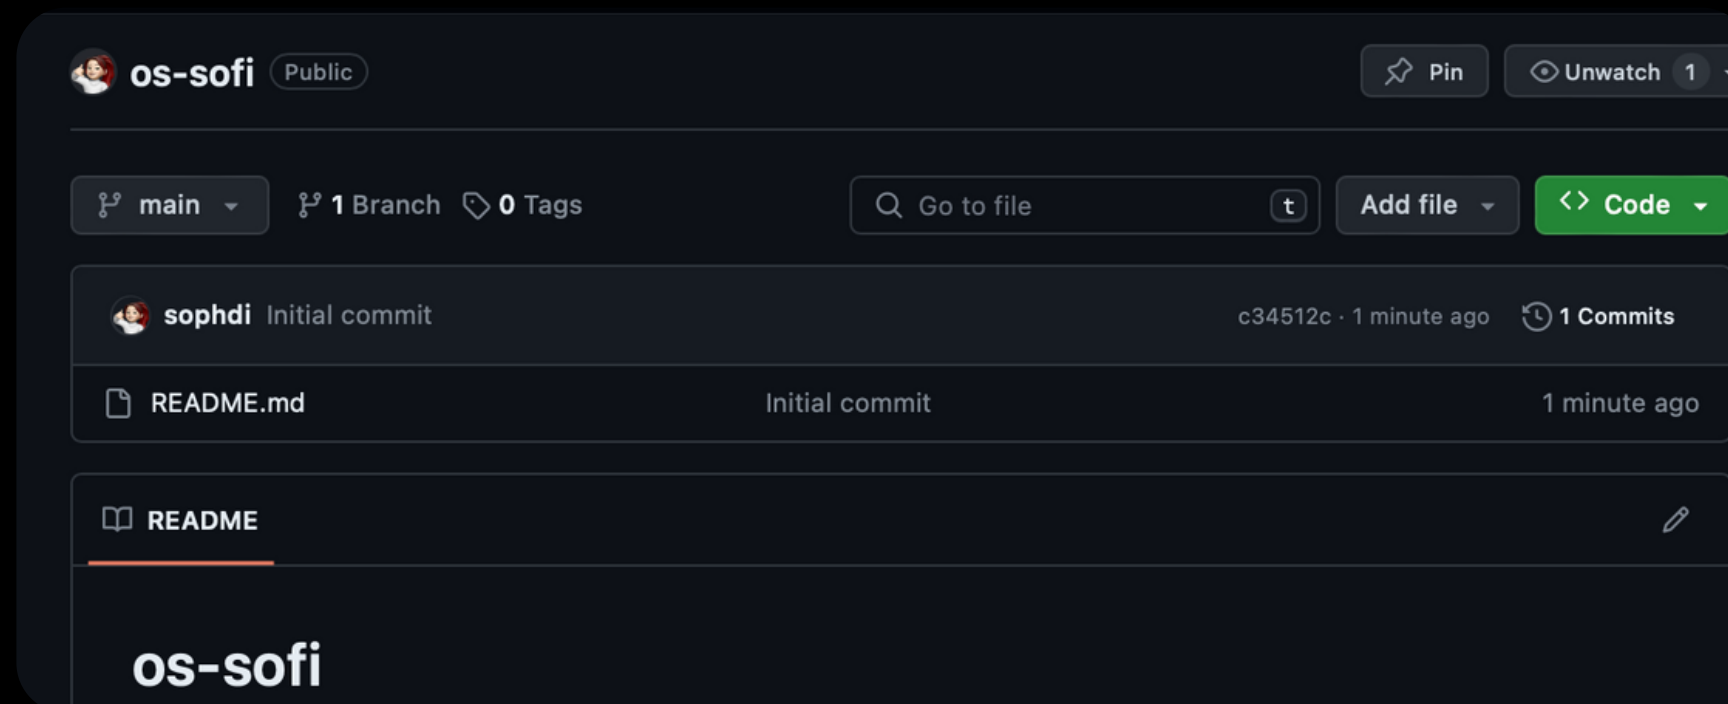 os-sofi Public Pin Unwatch 1
main 1 Branch 0 Tags Go to file t Add file <> Code
sophdi Initial commit c34512c · 1 minute ago 1 Commits
README.md Initial commit 1 minute ago
README
os-sofi